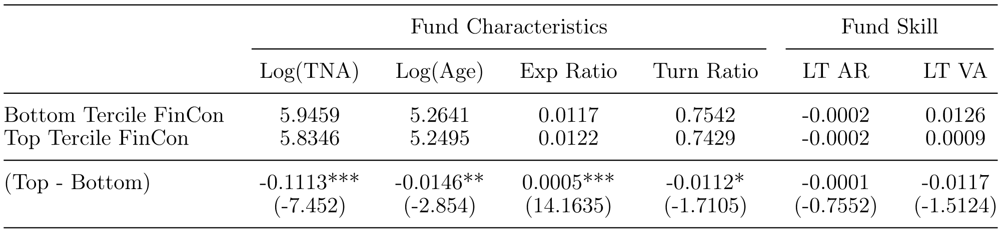 Fund Characteristics Fund Skill
Log(TNA) Log(Age) Exp Ratio Turn Ratio LT AR LT VA
Bottom Tercile FinCon 5.9459 5.2641 0.0117 0.7542 -0.0002 0.0126
Top Tercile FinCon 5.8346 5.2495 0.0122 0.7429 -0.0002 0.0009
(Top - Bottom) -0.1113*** -0.0146** 0.0005*** -0.0112* -0.0001 -0.0117
(-7.452) (-2.854) (14.1635) (-1.7105) (-0.7552) (-1.5124)